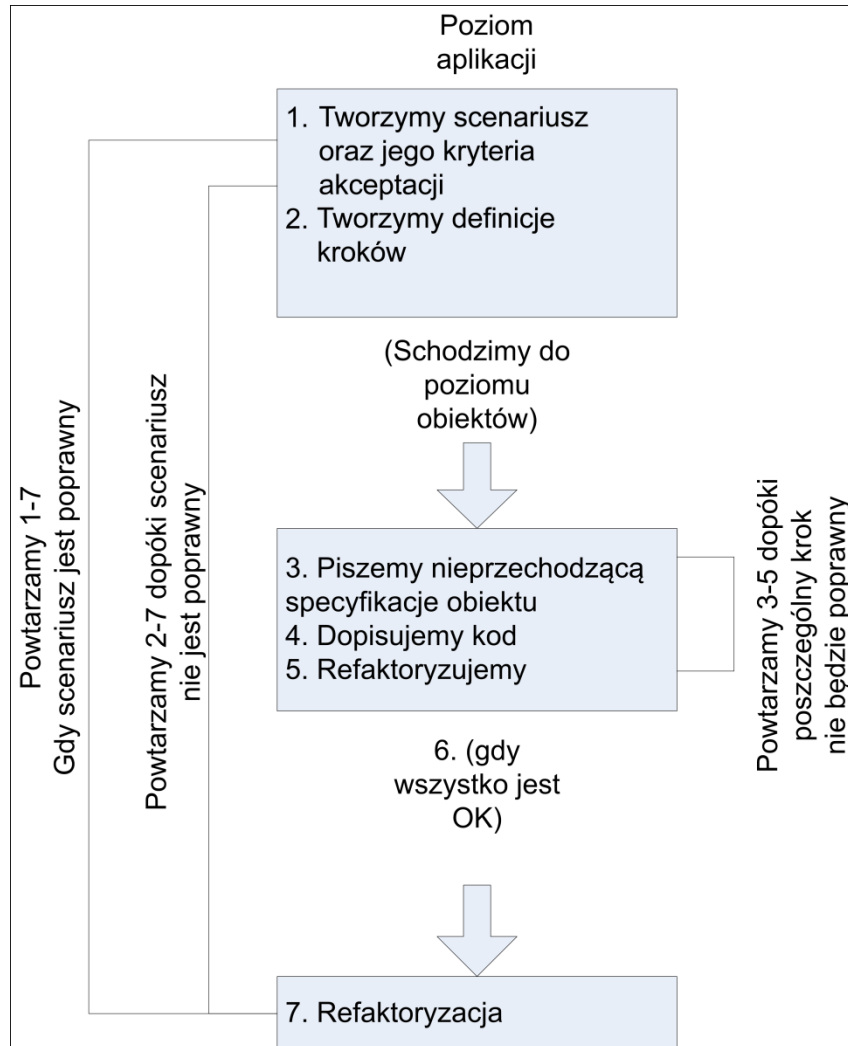 Poziom
aplikacji
1. Tworzymy scenariusz
oraz jego kryteria
akceptacji
2. Tworzymy definicje
kroków
(Schodzimy do
poziomu
obiektów)
Powtarzamy 1-7
Gdy scenariusz jest poprawny
Powtarzamy 2-7 dopóki scenariusz
nie jest poprawny
3. Piszemy nieprzechodzącą
specyfikacje obiektu
4. Dopisujemy kod
5. Refaktoryzujemy
Powtarzamy 3-5 dopóki
poszczególny krok
nie będzie poprawny
6. (gdy
wszystko jest
OK)
7. Refaktoryzacja